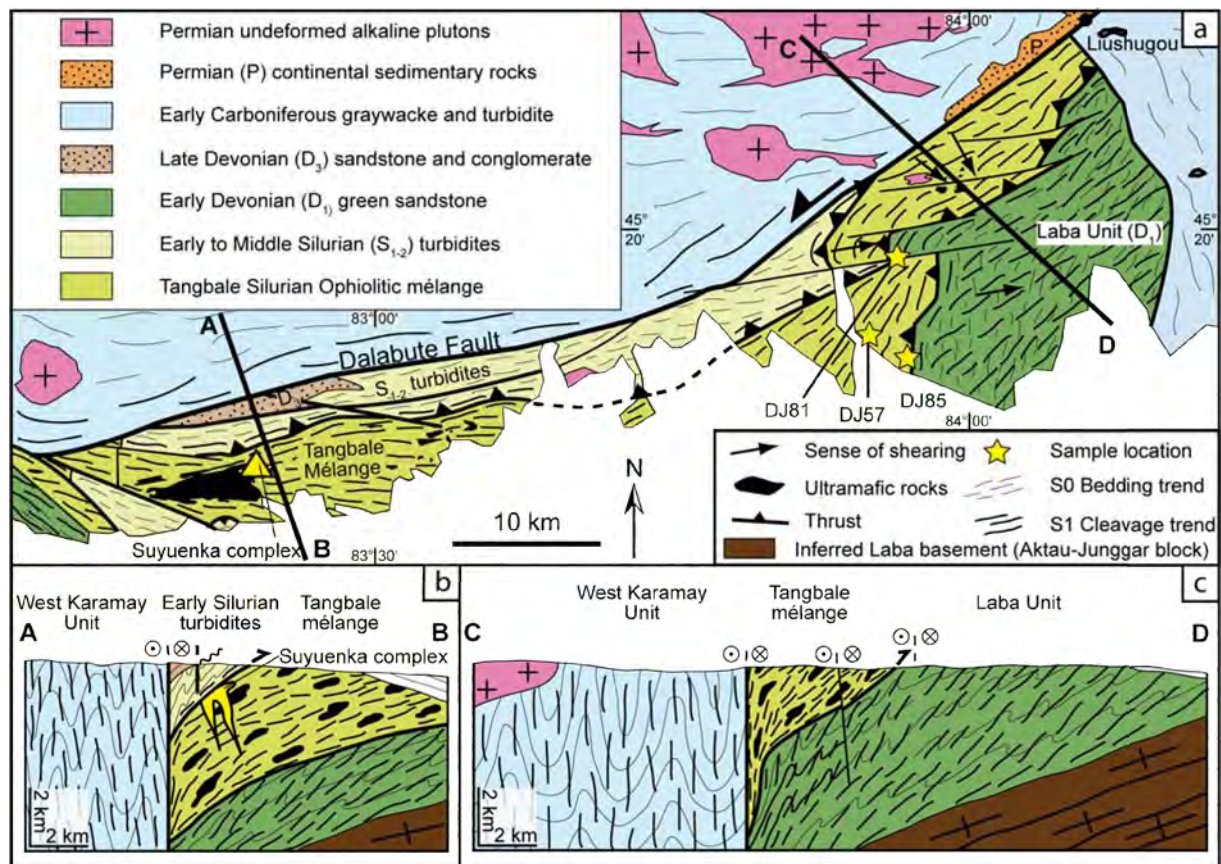 a
Permian undeformed alkaline plutons
Permian (P) continental sedimentary rocks
Early Carboniferous graywacke and turbidite
Late Devonian (D3) sandstone and conglomerate
Early Devonian (D1) green sandstone
Early to Middle Silurian (S1-2) turbidites
Tangbale Silurian Ophiolitic mélange
84° 00'
C
P
Liushugou
45°
20'
45°
20'
Laba Unit (D1)
D
A
83° 00'
Dalabute Fault
D3
S1-2 turbidites
Tangbale
Mélange
DJ81
DJ57
DJ85
84° 00'
Suyuenka complex
B
83° 30'
10 km
N
Sense of shearing
Sample location
Ultramafic rocks
S0 Bedding trend
Thrust
S1 Cleavage trend
Inferred Laba basement (Aktau-Junggar block)
b
West Karamay
Unit
Early Silurian
turbidites
Tangbale
mélange
A
B
Suyuenka complex
2 km
2 km
c
West Karamay
Unit
Tangbale
mélange
Laba Unit
C
D